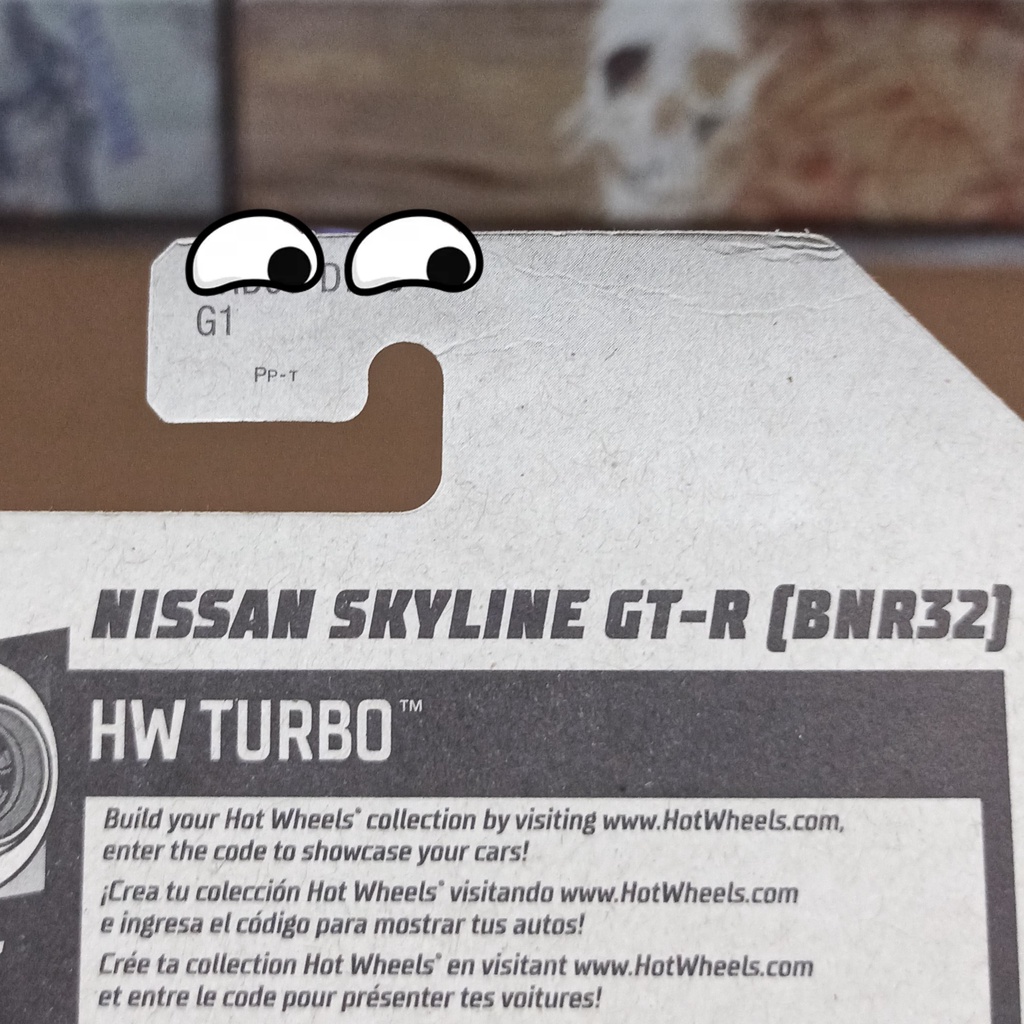 G1
Pp-T
NISSAN SKYLINE GT-R (BNR32)
HW TURBO™
Build your Hot Wheels® collection by visiting www.HotWheels.com,
enter the code to showcase your cars!
¡Crea tu colección Hot Wheels® visitando www.HotWheels.com
e ingresa el código para mostrar tus autos!
Crée ta collection Hot Wheels® en visitant www.HotWheels.com
et entre le code pour présenter tes voitures!